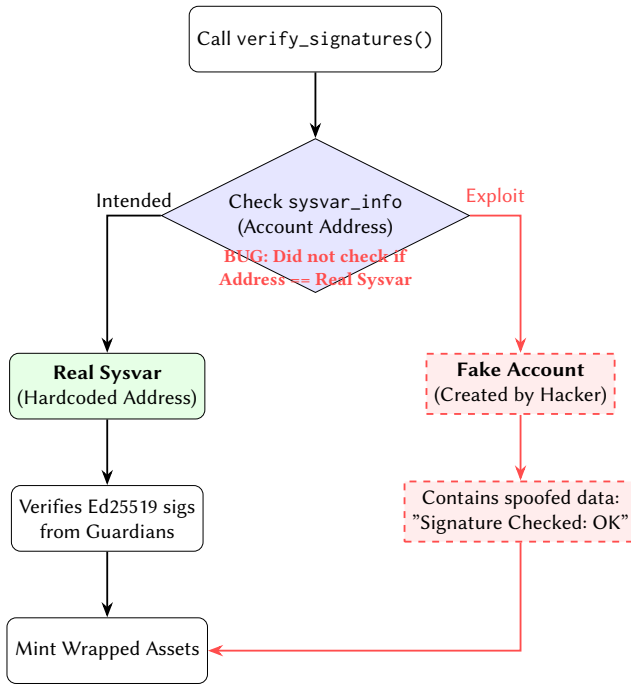 Call verify_signatures()
Intended
Exploit
Check sysvar_info
(Account Address)
BUG: Did not check if
Address == Real Sysvar
Real Sysvar
(Hardcoded Address)
Fake Account
(Created by Hacker)
Verifies Ed25519 sigs
from Guardians
Contains spoofed data:
”Signature Checked: OK”
Mint Wrapped Assets